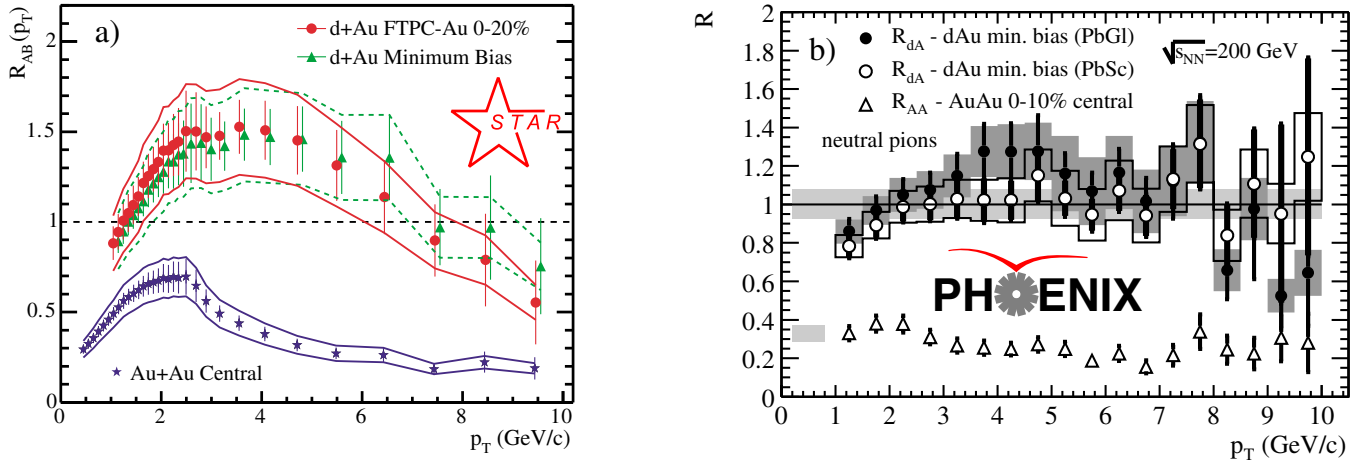 a)
R_AB(p_T)
d+Au FTPC-Au 0-20%
d+Au Minimum Bias
STAR
Au+Au Central
2
1.5
1
0.5
0
0 2 4 6 8 10
p_T (GeV/c)
b)
R
R_dA - dAu min. bias (PbGl)
√s_NN=200 GeV
R_dA - dAu min. bias (PbSc)
R_AA - AuAu 0-10% central
neutral pions
PHENIX
2
1.8
1.6
1.4
1.2
1
0.8
0.6
0.4
0.2
0
1 2 3 4 5 6 7 8 9 10
p_T (GeV/c)